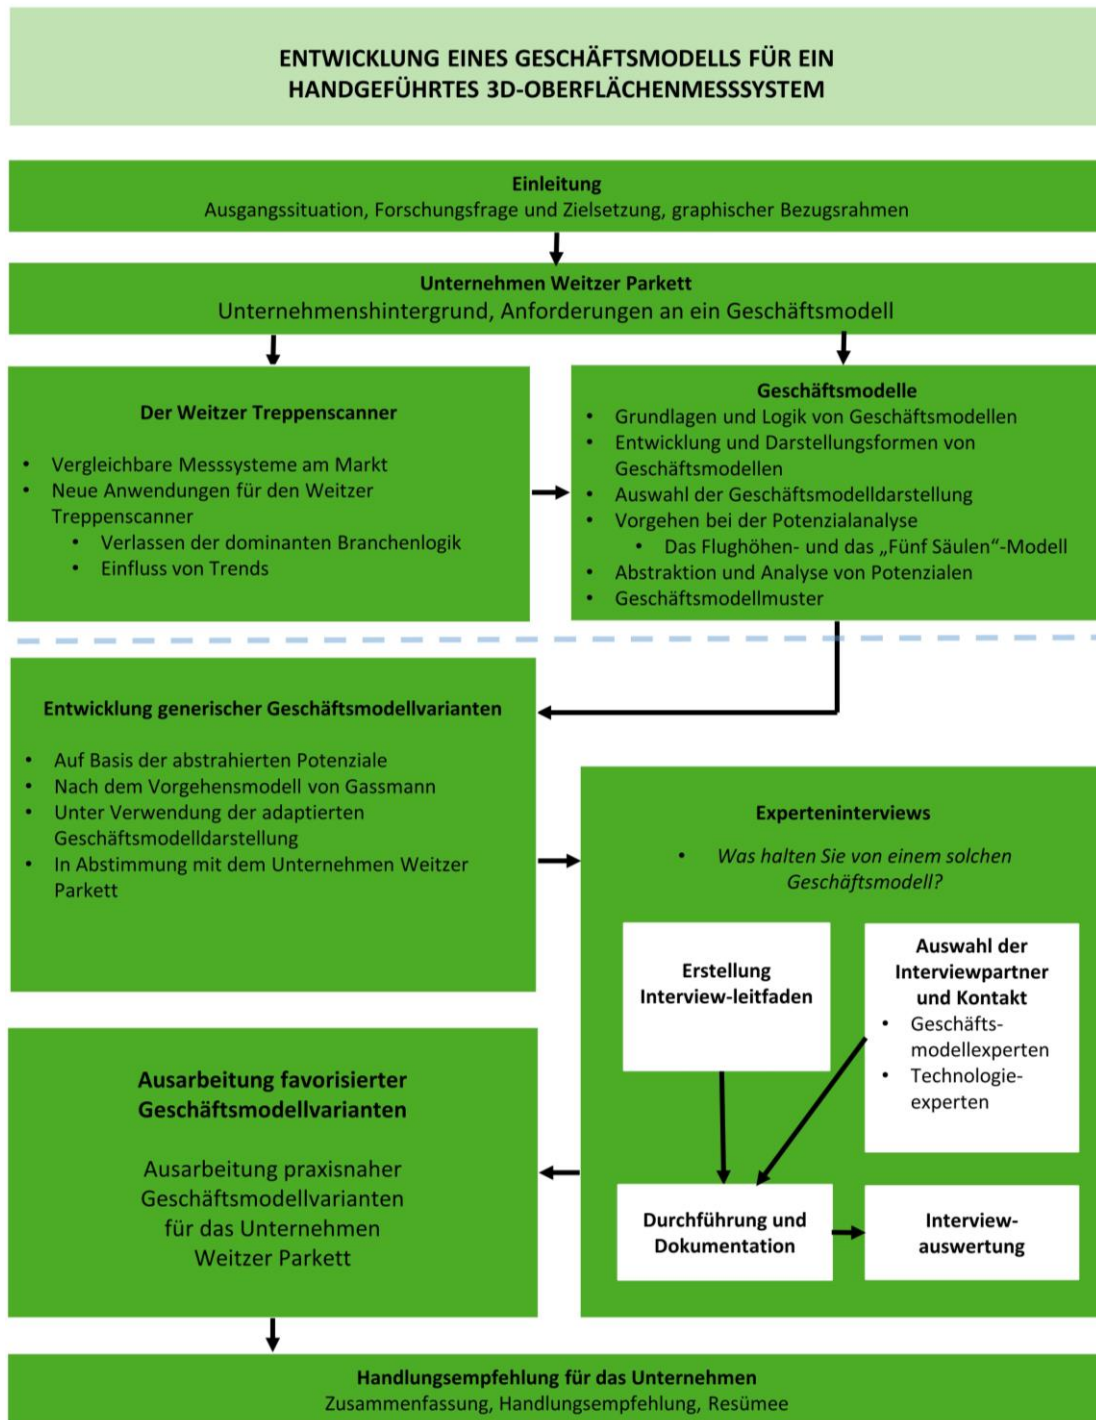 ENTWICKLUNG EINES GESCHÄFTSMODELLS FÜR EIN
HANDGEFÜHRTES 3D-OBERFLÄCHENMESSSYSTEM
Einleitung
Ausgangssituation, Forschungsfrage und Zielsetzung, graphischer Bezugsrahmen
Unternehmen Weitzer Parkett
Unternehmenshintergrund, Anforderungen an ein Geschäftsmodell
Der Weitzer Treppenscanner
• Vergleichbare Messsysteme am Markt
• Neue Anwendungen für den Weitzer
Treppenscanner
• Verlassen der dominanten Branchenlogik
• Einfluss von Trends
Geschäftsmodelle
• Grundlagen und Logik von Geschäftsmodellen
• Entwicklung und Darstellungsformen von
Geschäftsmodellen
• Auswahl der Geschäftsmodelldarstellung
• Vorgehen bei der Potenzialanalyse
• Das Flughöhen- und das „Fünf Säulen“-Modell
• Abstraktion und Analyse von Potenzialen
• Geschäftsmodellmuster
Entwicklung generischer Geschäftsmodellvarianten
• Auf Basis der abstrahierten Potenziale
• Nach dem Vorgehensmodell von Gassmann
• Unter Verwendung der adaptierten
Geschäftsmodelldarstellung
• In Abstimmung mit dem Unternehmen Weitzer
Parkett
Experteninterviews
• Was halten Sie von einem solchen
Geschäftsmodell?
Erstellung
Interview-leitfaden
Auswahl der
Interviewpartner
und Kontakt
• Geschäfts-
modellexperten
• Technologie-
experten
Durchführung und
Dokumentation
Interview-
auswertung
Ausarbeitung favorisierter
Geschäftsmodellvarianten
Ausarbeitung praxisnaher
Geschäftsmodellvarianten
für das Unternehmen
Weitzer Parkett
Handlungsempfehlung für das Unternehmen
Zusammenfassung, Handlungsempfehlung, Resümee